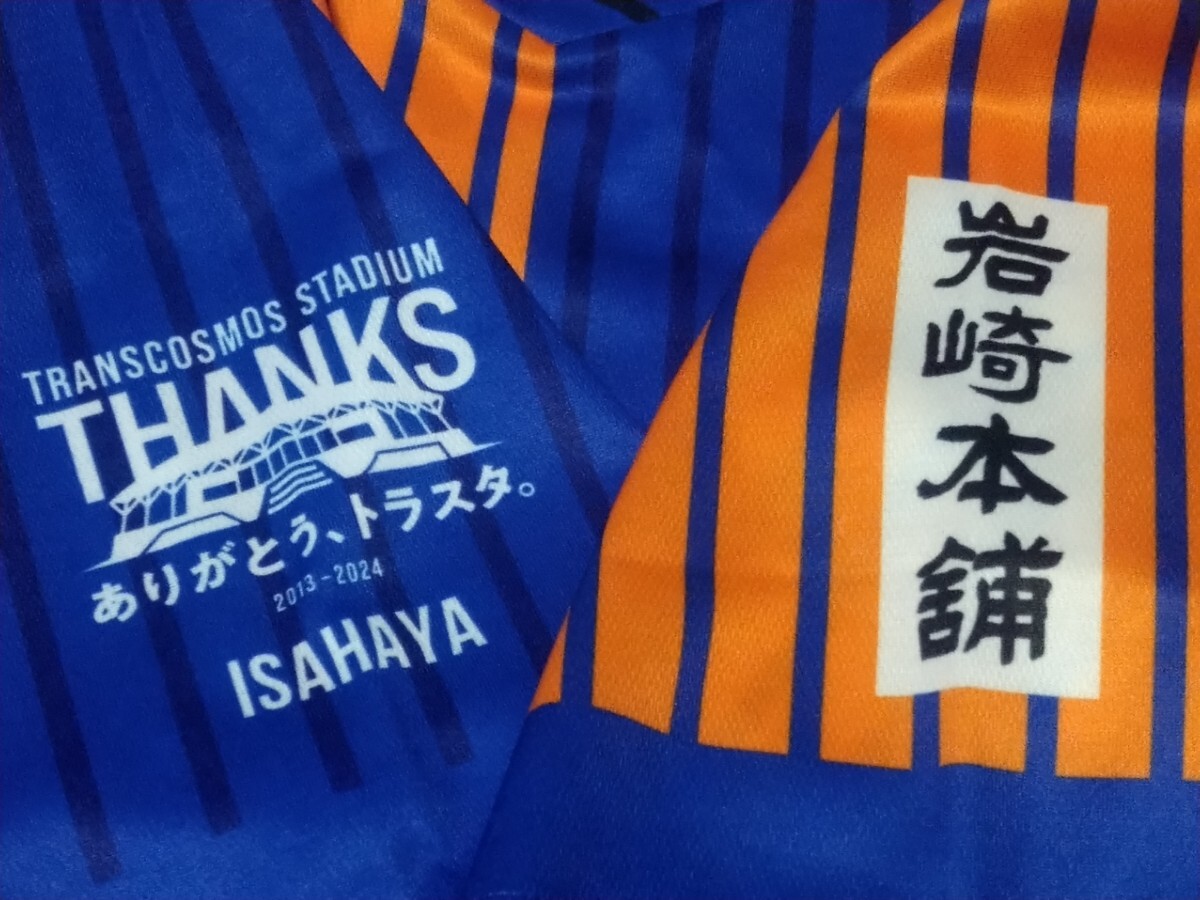 TRANSCOSMOS STADIUM
THANKS
ありがとう、トラスタ。
2013-2024
ISAHAYA
岩崎本舗